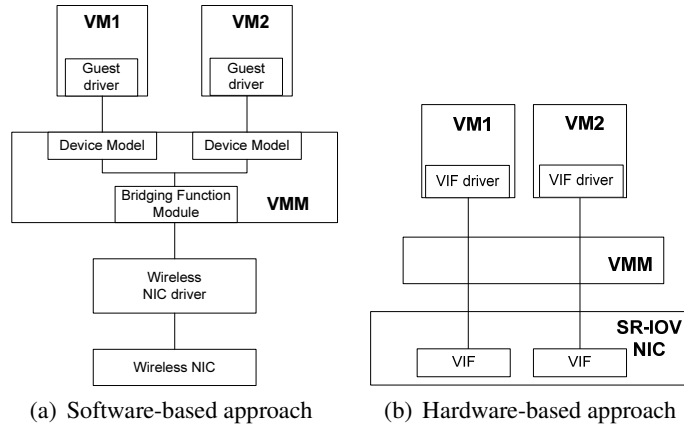 VM1
Guest
driver
VM2
Guest
driver
Device Model
Device Model
Bridging Function
Module
VMM
Wireless
NIC driver
Wireless NIC
(a) Software-based approach
VM1
VIF driver
VM2
VIF driver
VMM
SR-IOV
NIC
VIF
VIF
(b) Hardware-based approach